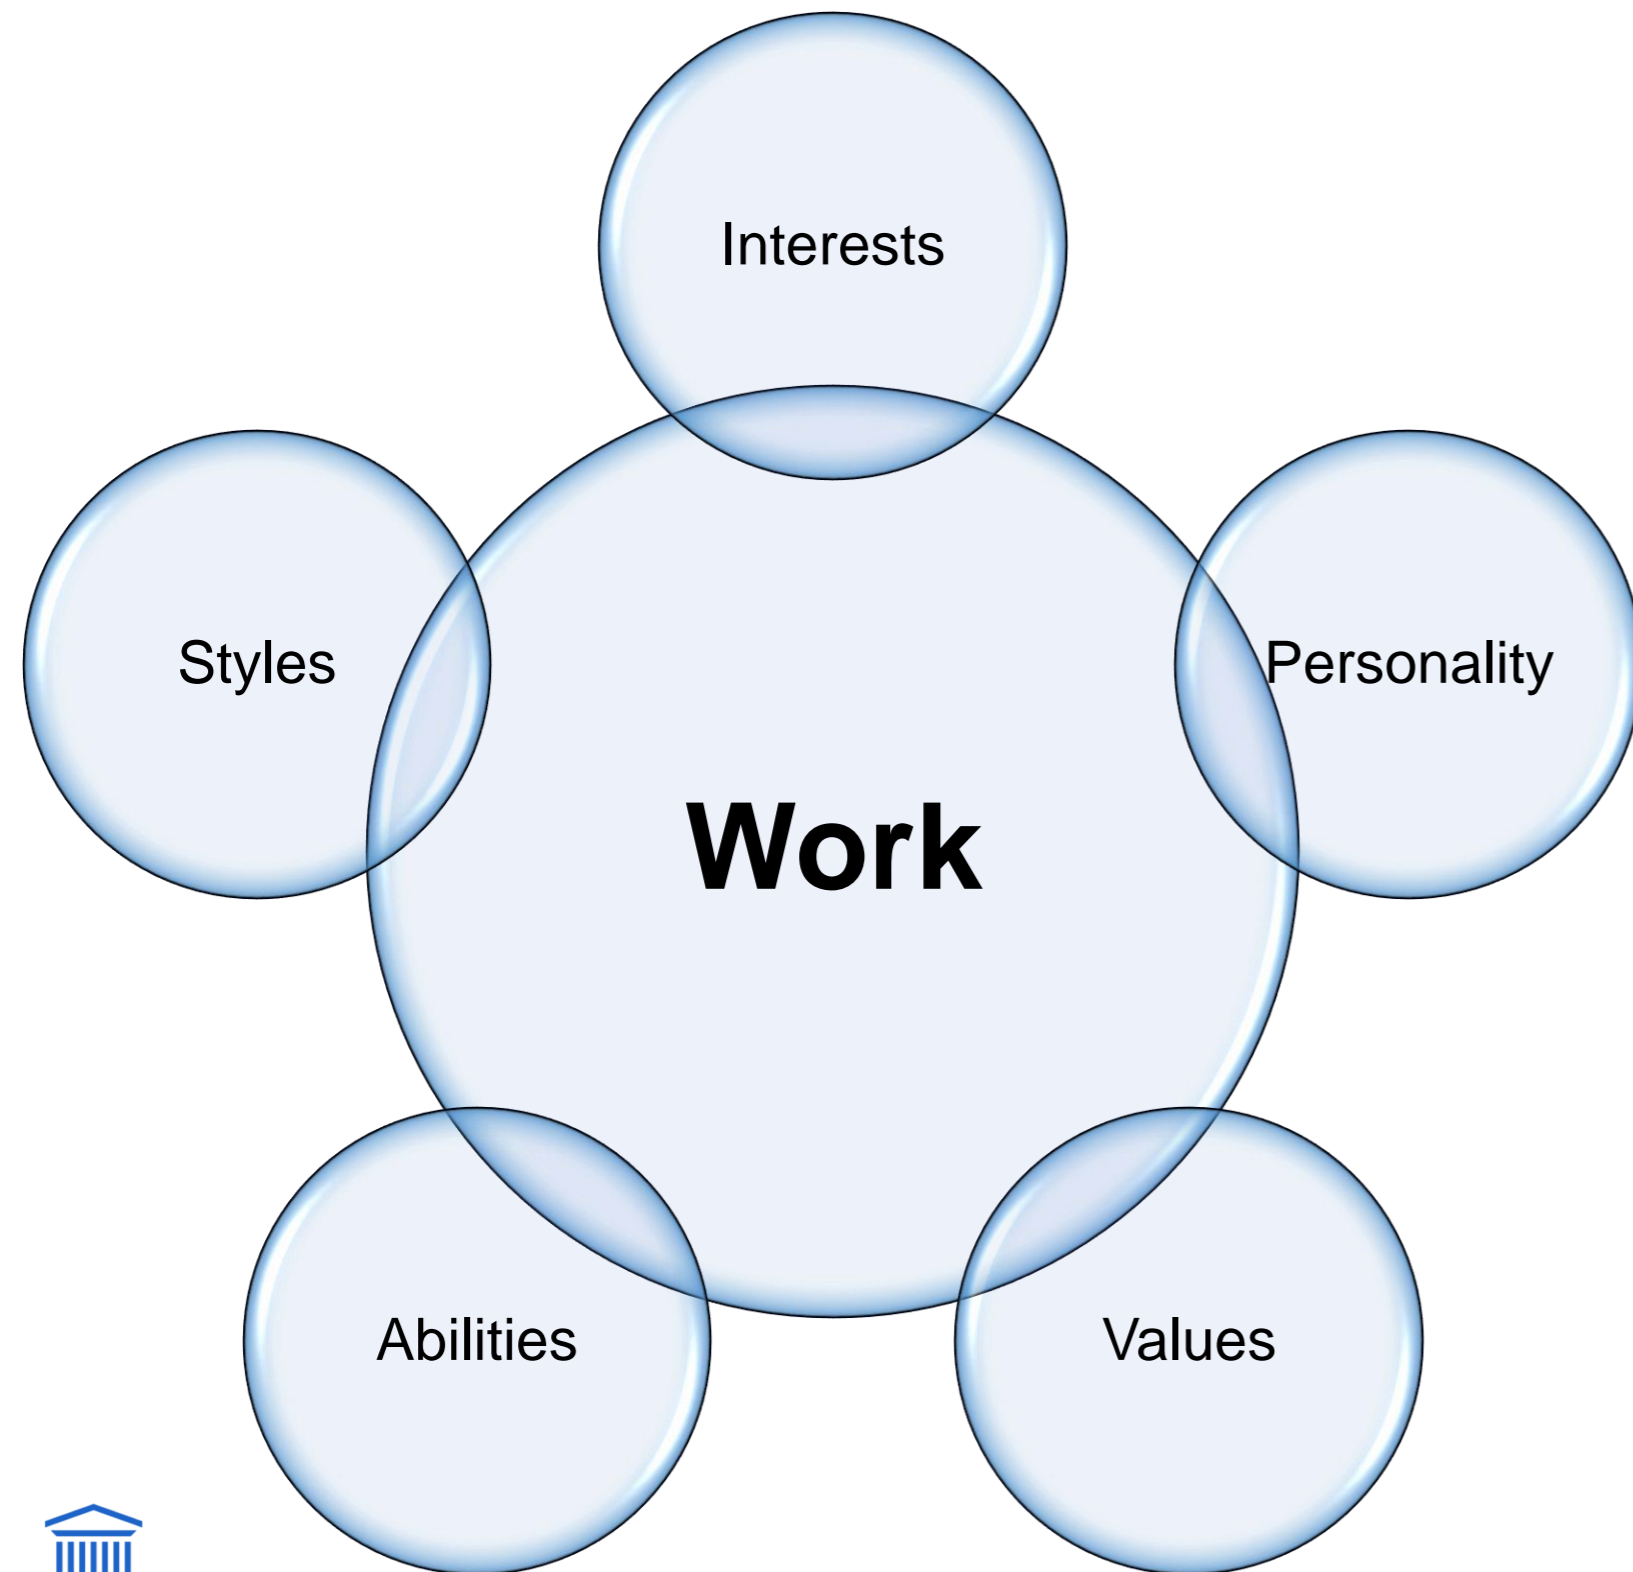 Interests
Styles
Personality
Work
Abilities
Values